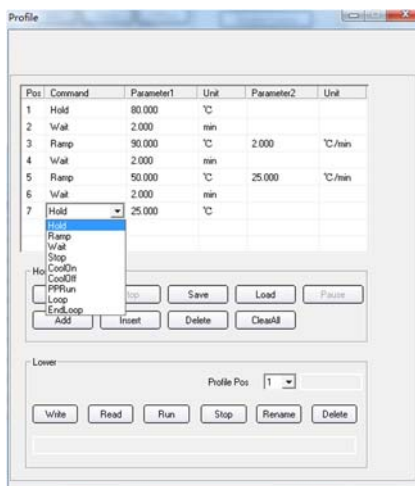 Profile
Pos Command Parameter1 Unit Parameter2 Unit
1 Hold 80.000 ℃
2 Wait 2.000 min
3 Ramp 90.000 ℃ 2.000 ℃/min
4 Wait 2.000 min
5 Ramp 50.000 ℃ 25.000 ℃/min
6 Wait 2.000 min
7 Hold 25.000 ℃
Hold
Ramp
Wait
Stop
CoolOn
CoolOff
PPRun
Loop
EndLoop
Save Load Pause
Add Insert Delete ClearAll
Lower
Profile Pos 1
Write Read Run Stop Rename Delete